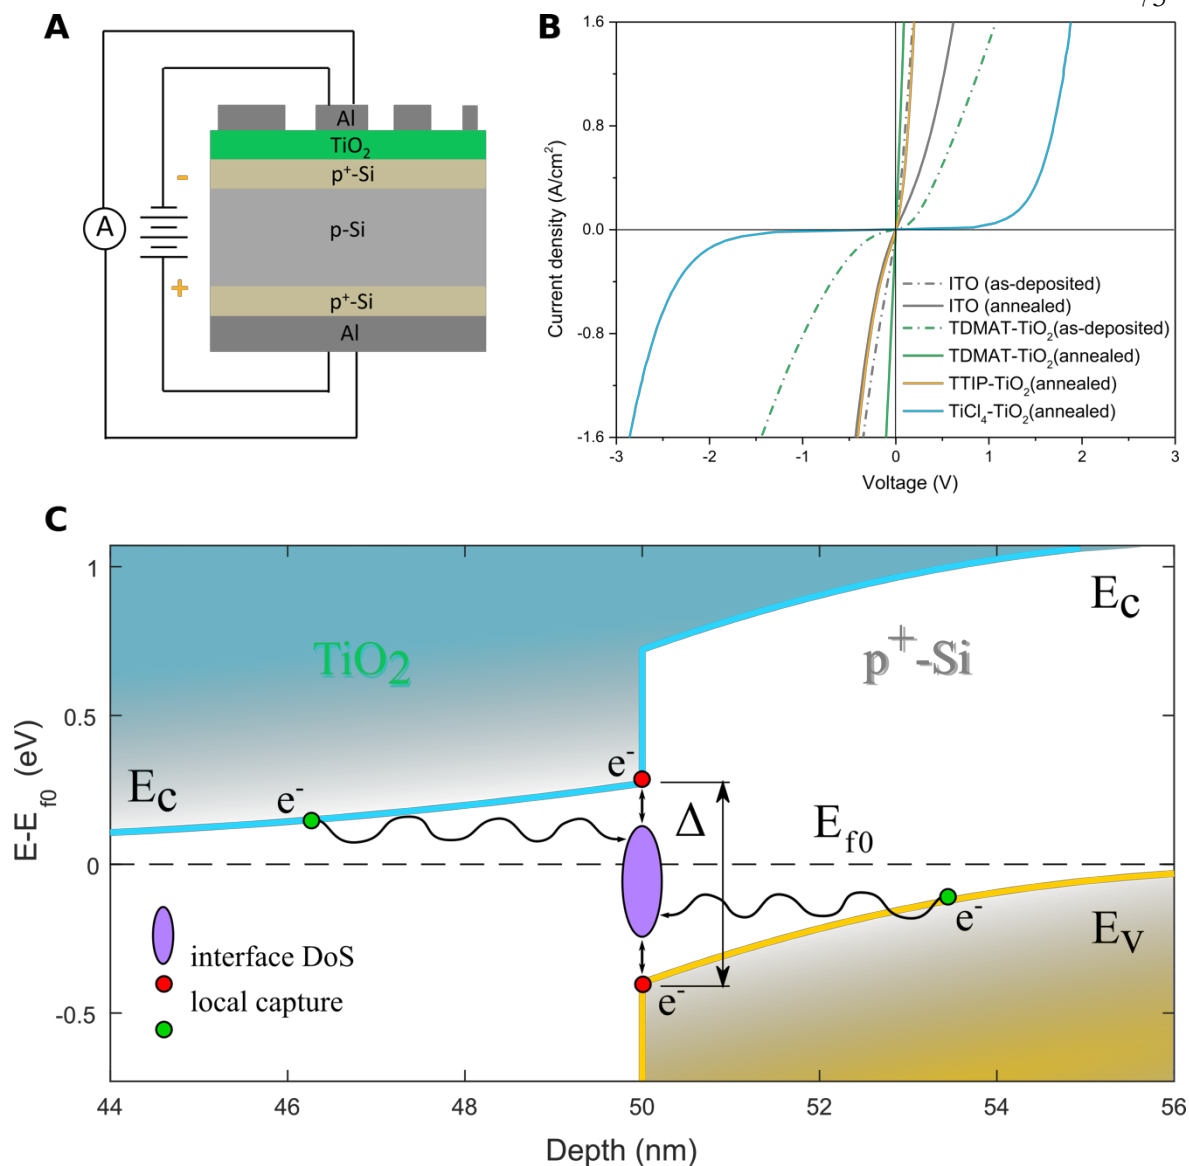 A
Al
TiO2
p+-Si
-
A
p-Si
+
p+-Si
Al
B
Current density (A/cm2)
1.6
0.8
0.0
-0.8
-1.6
ITO (as-deposited)
ITO (annealed)
TDMAT-TiO2(as-deposited)
TDMAT-TiO2(annealed)
TTIP-TiO2(annealed)
TiCl4-TiO2(annealed)
-3
-2
-1
0
1
2
3
Voltage (V)
C
E-Ef0 (eV)
1
0.5
0
-0.5
TiO2
p+-Si
EC
EC
e-
e-
Δ
Ef0
e-
EV
e-
interface DoS
local capture
44
46
48
50
52
54
56
Depth (nm)